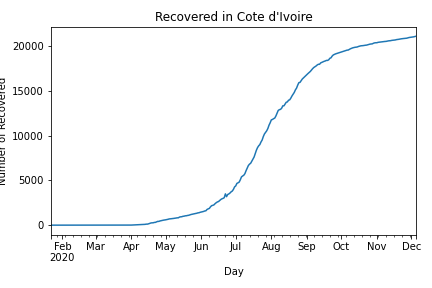 Recovered in Cote d'Ivoire
Number of Recovered
20000
15000
10000
5000
0
Feb Mar Apr May Jun Jul Aug Sep Oct Nov Dec
2020
Day